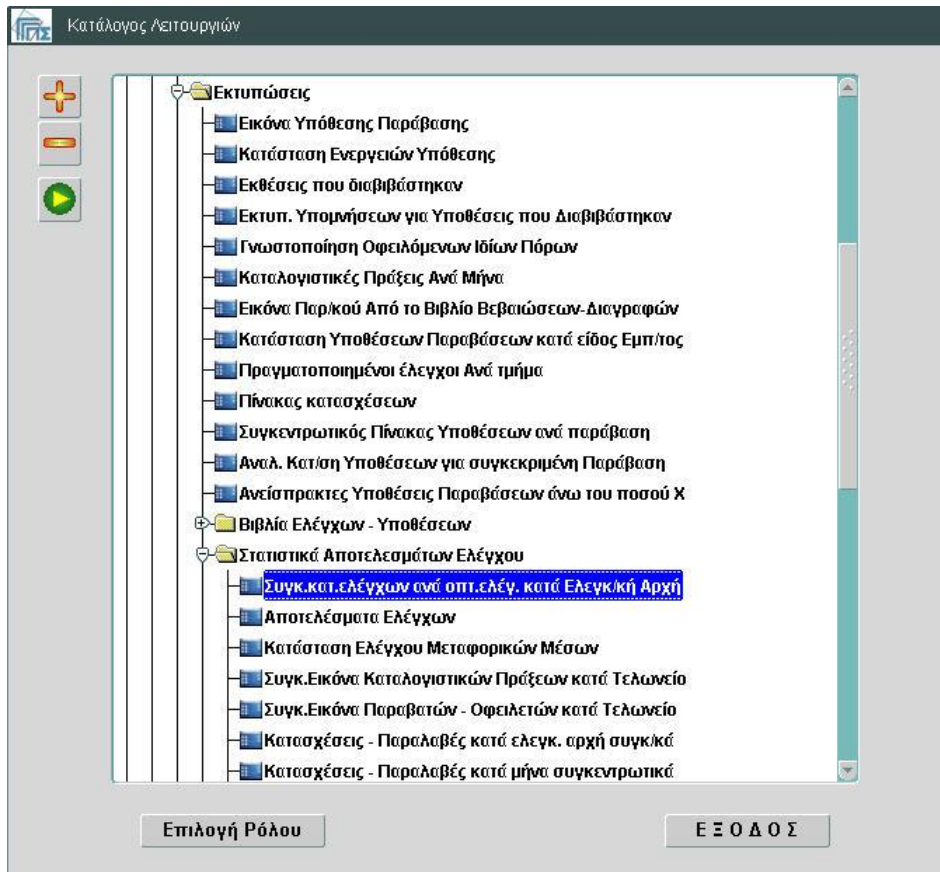 ΓΓΠΣ
Κατάλογος Λειτουργιών
Εκτυπώσεις
Εικόνα Υπόθεσης Παράβασης
Κατάσταση Ενεργειών Υπόθεσης
Εκθέσεις που διαβιβάστηκαν
Εκτυπ. Υπομνήσεων για Υποθέσεις που Διαβιβάστηκαν
Γνωστοποίηση Οφειλόμενων Ιδίων Πόρων
Καταλογιστικές Πράξεις Ανά Μήνα
Εικόνα Παρ/κού Από το Βιβλίο Βεβαιώσεων-Διαγραφών
Κατάσταση Υποθέσεων Παραβάσεων κατά είδος Εμπ/τος
Πραγματοποιημένοι έλεγχοι Ανά τμήμα
Πίνακας κατασχέσεων
Συγκεντρωτικός Πίνακας Υποθέσεων ανά παράβαση
Αναλ. Κατ/ση Υποθέσεων για συγκεκριμένη Παράβαση
Ανείσπρακτες Υποθέσεις Παραβάσεων άνω του ποσού Χ
Βιβλία Ελέγχων - Υποθέσεων
Στατιστικά Αποτελεσμάτων Ελέγχου
Συγκ.κατ.ελέγχων ανά οπτ.ελέγ. κατά Ελεγκ/κή Αρχή
Αποτελέσματα Ελέγχων
Κατάσταση Ελέγχου Μεταφορικών Μέσων
Συγκ.Εικόνα Καταλογιστικών Πράξεων κατά Τελωνείο
Συγκ.Εικόνα Παραβατών - Οφειλετών κατά Τελωνείο
Κατασχέσεις - Παραλαβές κατά ελεγκ. αρχή συγκ/κά
Κατασχέσεις - Παραλαβές κατά μήνα συγκεντρωτικά
Επιλογή Ρόλου
Ε Ξ Ο Δ Ο Σ